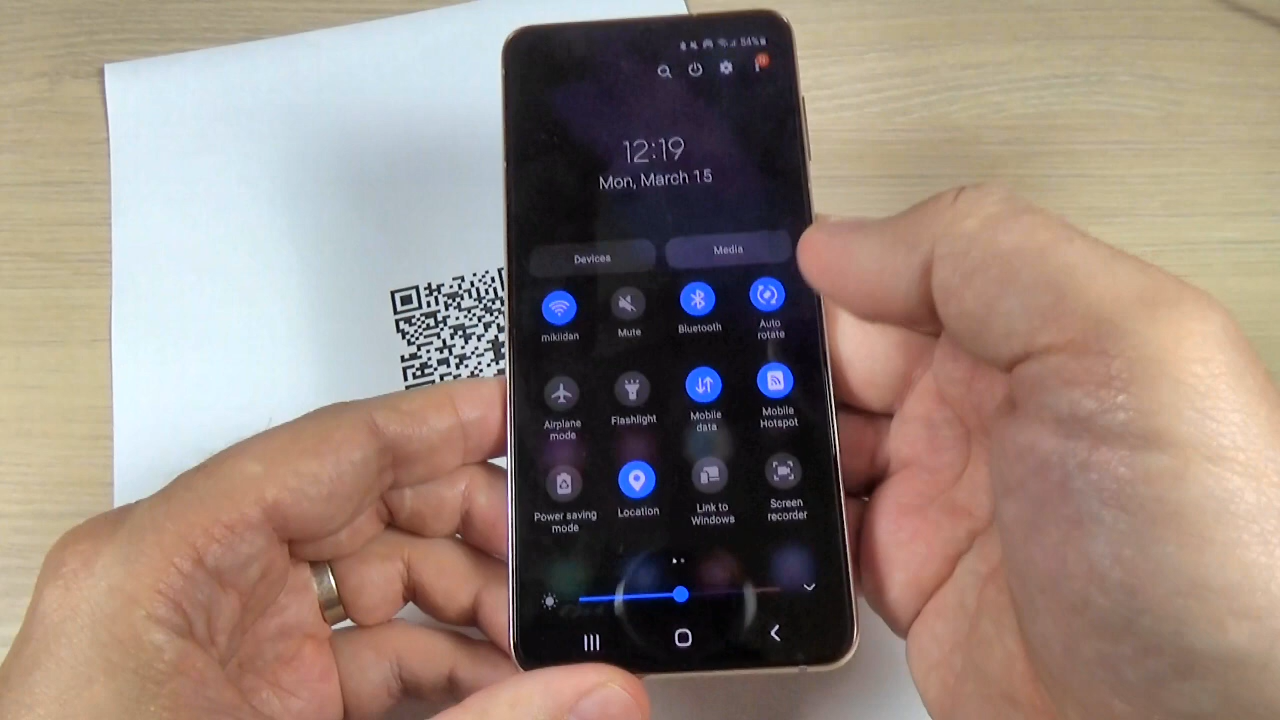 54%
12:19
Mon, March 15
Devices
Media
mikiidan
Mute
Bluetooth
Auto
rotate
Airplane
mode
Flashlight
Mobile
data
Mobile
Hotspot
Power saving
mode
Location
Link to
Windows
Screen
recorder